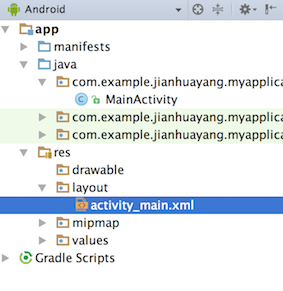 Android
app
manifests
java
com.example.jianhuayang.myapplica
MainActivity
com.example.jianhuayang.myapplica
com.example.jianhuayang.myapplica
res
drawable
layout
activity_main.xml
mipmap
values
Gradle Scripts